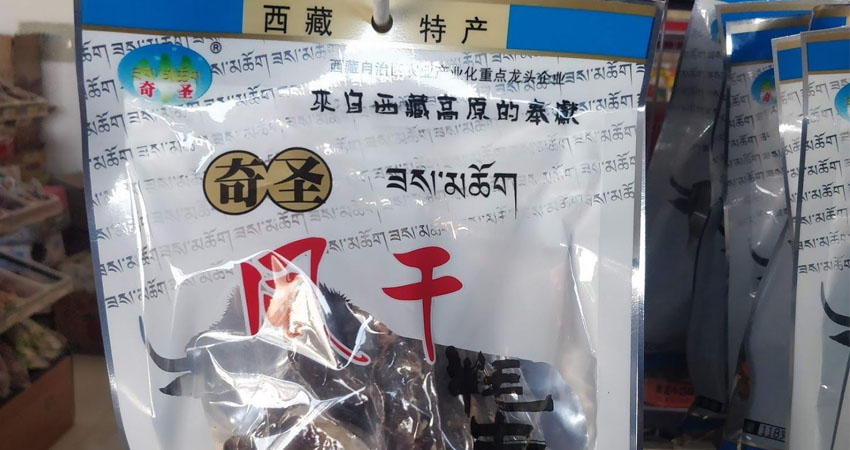 西藏 特产
奇圣
®
西藏自治区农业产业化重点龙头企业
来自西藏高原的奉献
奇圣 ཟས་མཆོག
风干
牦牛